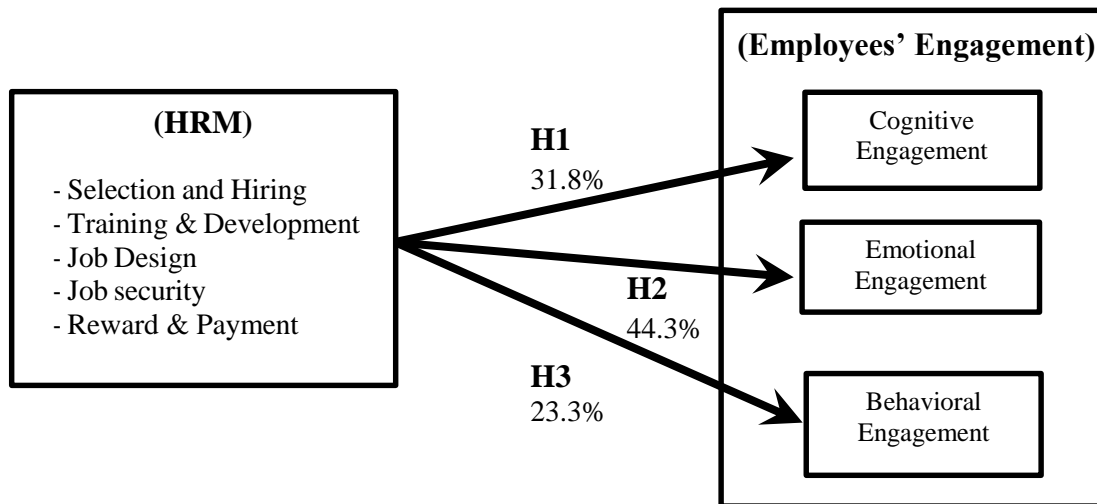 (HRM)
- Selection and Hiring
- Training & Development
- Job Design
- Job security
- Reward & Payment
H1
31.8%
H2
44.3%
H3
23.3%
(Employees’ Engagement)
Cognitive
Engagement
Emotional
Engagement
Behavioral
Engagement